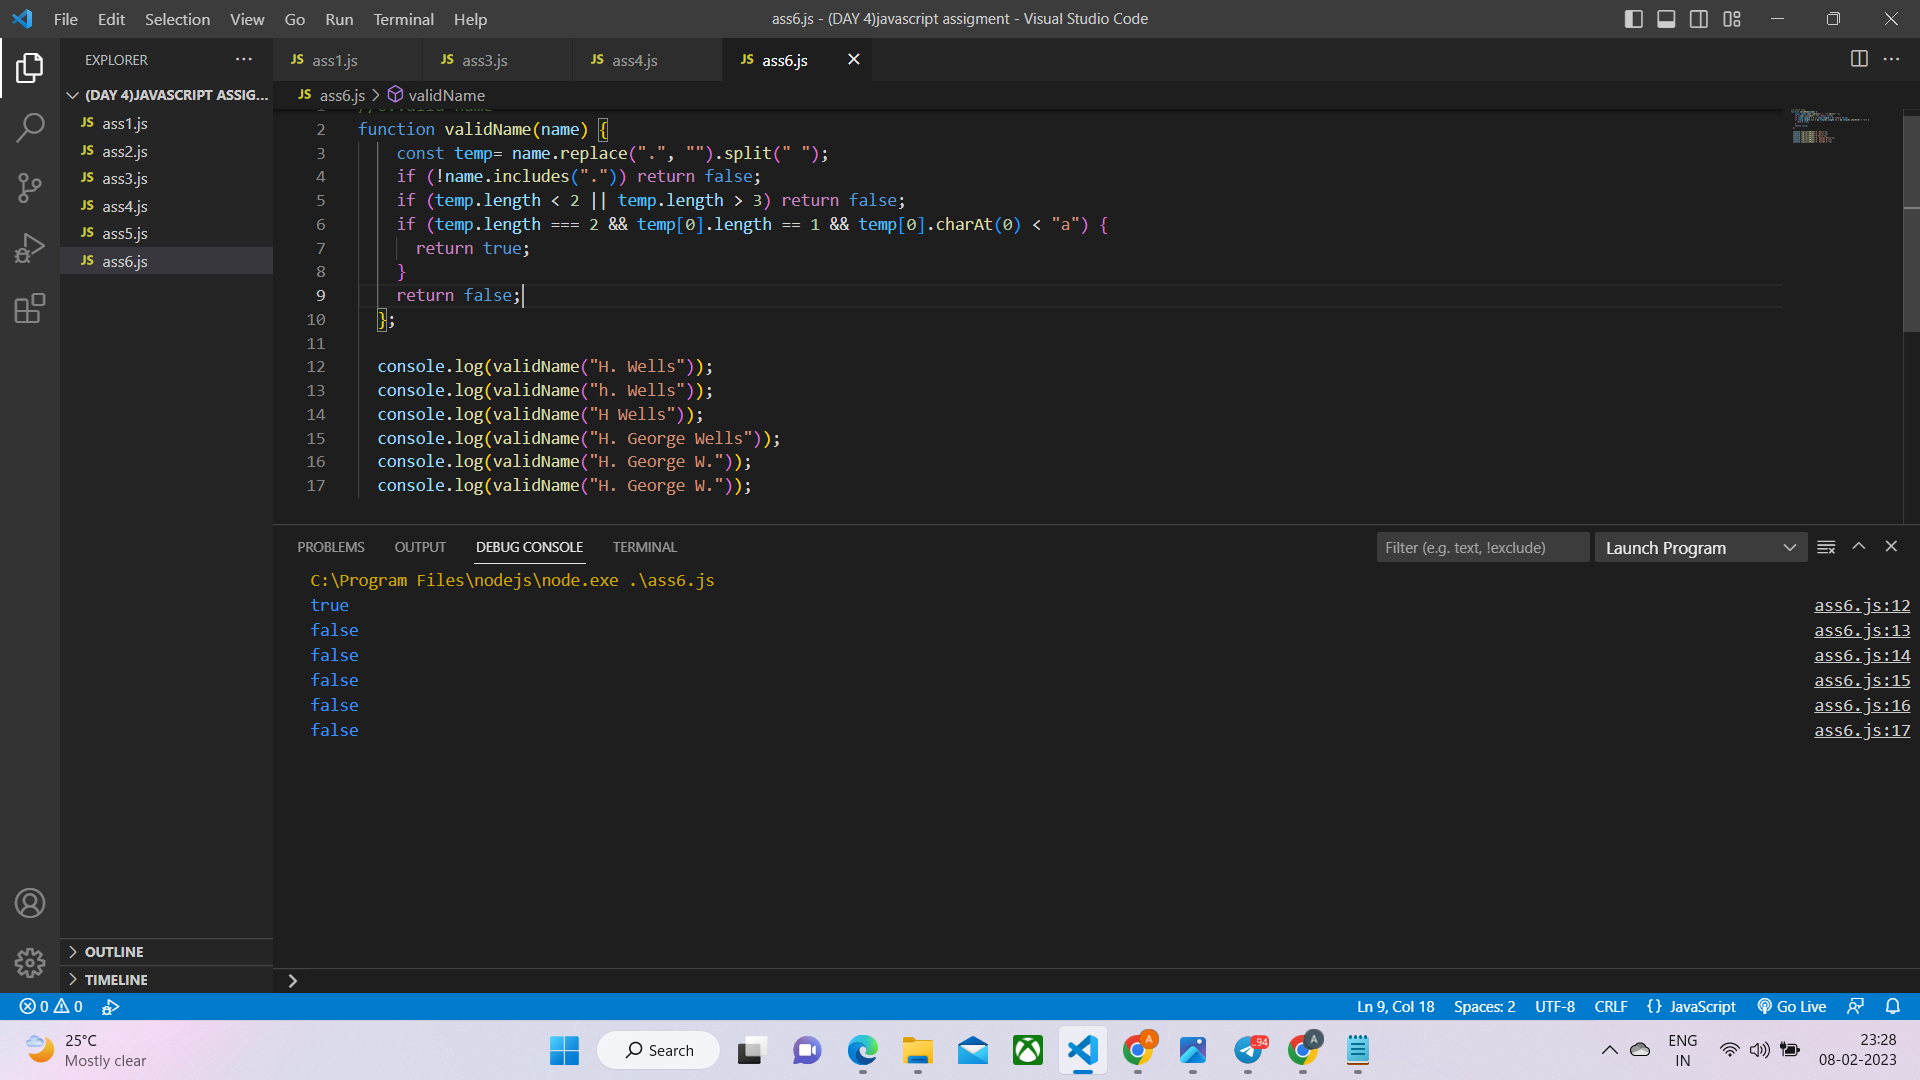 File Edit Selection View Go Run Terminal Help
ass6.js - (DAY 4)javascript assigment - Visual Studio Code
EXPLORER
(DAY 4)JAVASCRIPT ASSIG...
JS ass1.js
JS ass2.js
JS ass3.js
JS ass4.js
JS ass5.js
JS ass6.js
OUTLINE
TIMELINE
JS ass1.js JS ass3.js JS ass4.js JS ass6.js
JS ass6.js > validName
2 function validName(name) {
3 const temp= name.replace(".", "").split(" ");
4 if (!name.includes(".")) return false;
5 if (temp.length < 2 || temp.length > 3) return false;
6 if (temp.length === 2 && temp[0].length == 1 && temp[0].charAt(0) < "a") {
7 return true;
8 }
9 return false;
10 };
11
12 console.log(validName("H. Wells"));
13 console.log(validName("h. Wells"));
14 console.log(validName("H Wells"));
15 console.log(validName("H. George Wells"));
16 console.log(validName("H. George W."));
17 console.log(validName("H. George W."));
PROBLEMS OUTPUT DEBUG CONSOLE TERMINAL
Filter (e.g. text, !exclude) Launch Program
C:\Program Files\nodejs\node.exe .\ass6.js
true ass6.js:12
false ass6.js:13
false ass6.js:14
false ass6.js:15
false ass6.js:16
false ass6.js:17
0 0
Ln 9, Col 18 Spaces: 2 UTF-8 CRLF {} JavaScript Go Live
25°C
Mostly clear
Search
A
94
A
ENG
IN
23:28
08-02-2023